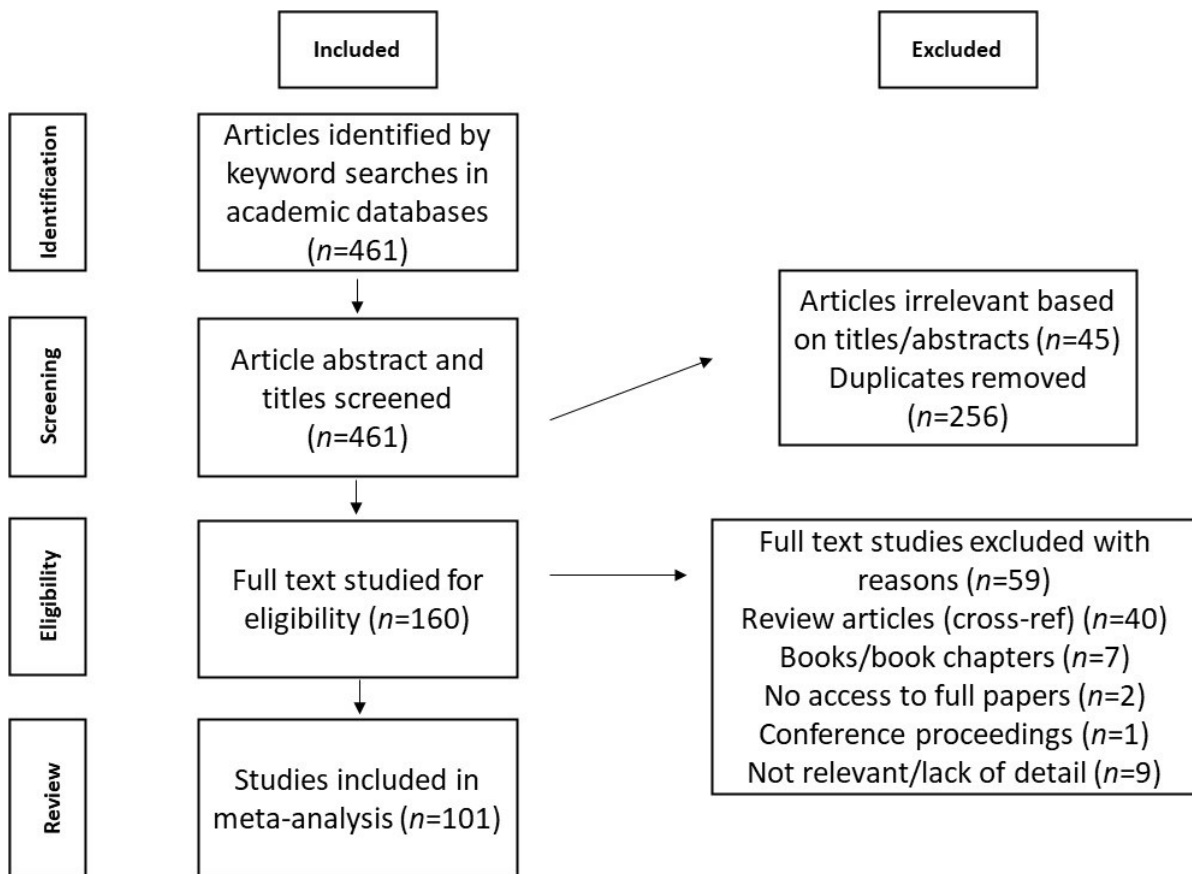 Included
Excluded
Identification
Articles identified by
keyword searches in
academic databases
(n=461)
Screening
Article abstract and
titles screened
(n=461)
Articles irrelevant based
on titles/abstracts (n=45)
Duplicates removed
(n=256)
Eligibility
Full text studied for
eligibility (n=160)
Full text studies excluded with
reasons (n=59)
Review articles (cross-ref) (n=40)
Books/book chapters (n=7)
No access to full papers (n=2)
Conference proceedings (n=1)
Not relevant/lack of detail (n=9)
Review
Studies included in
meta-analysis (n=101)